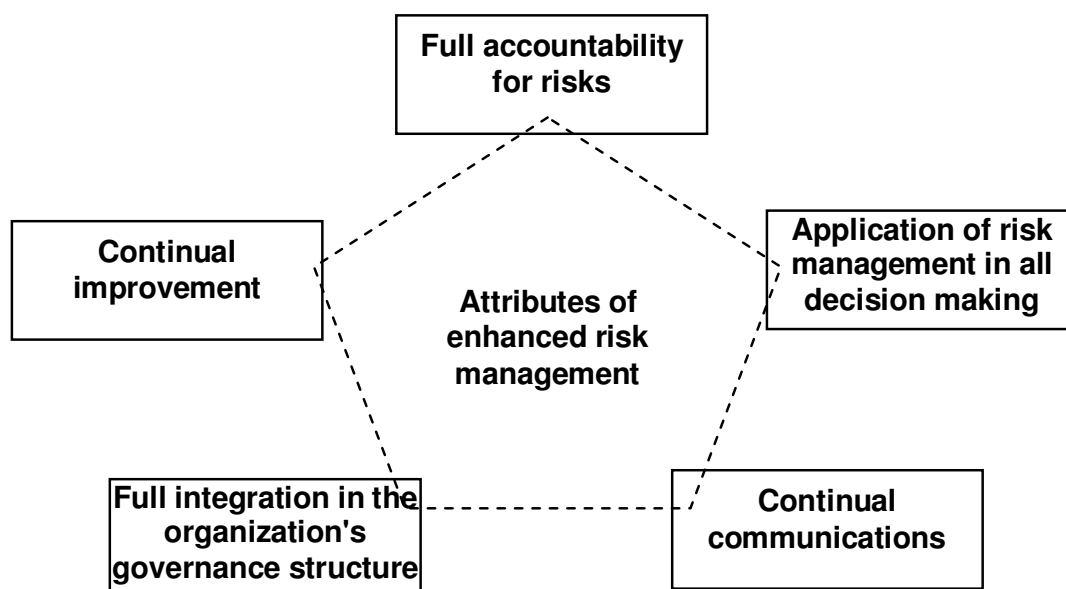 Full accountability
for risks
Continual
improvement
Application of risk
management in all
decision making
Attributes of
enhanced risk
management
Full integration in the
organization's
governance structure
Continual
communications